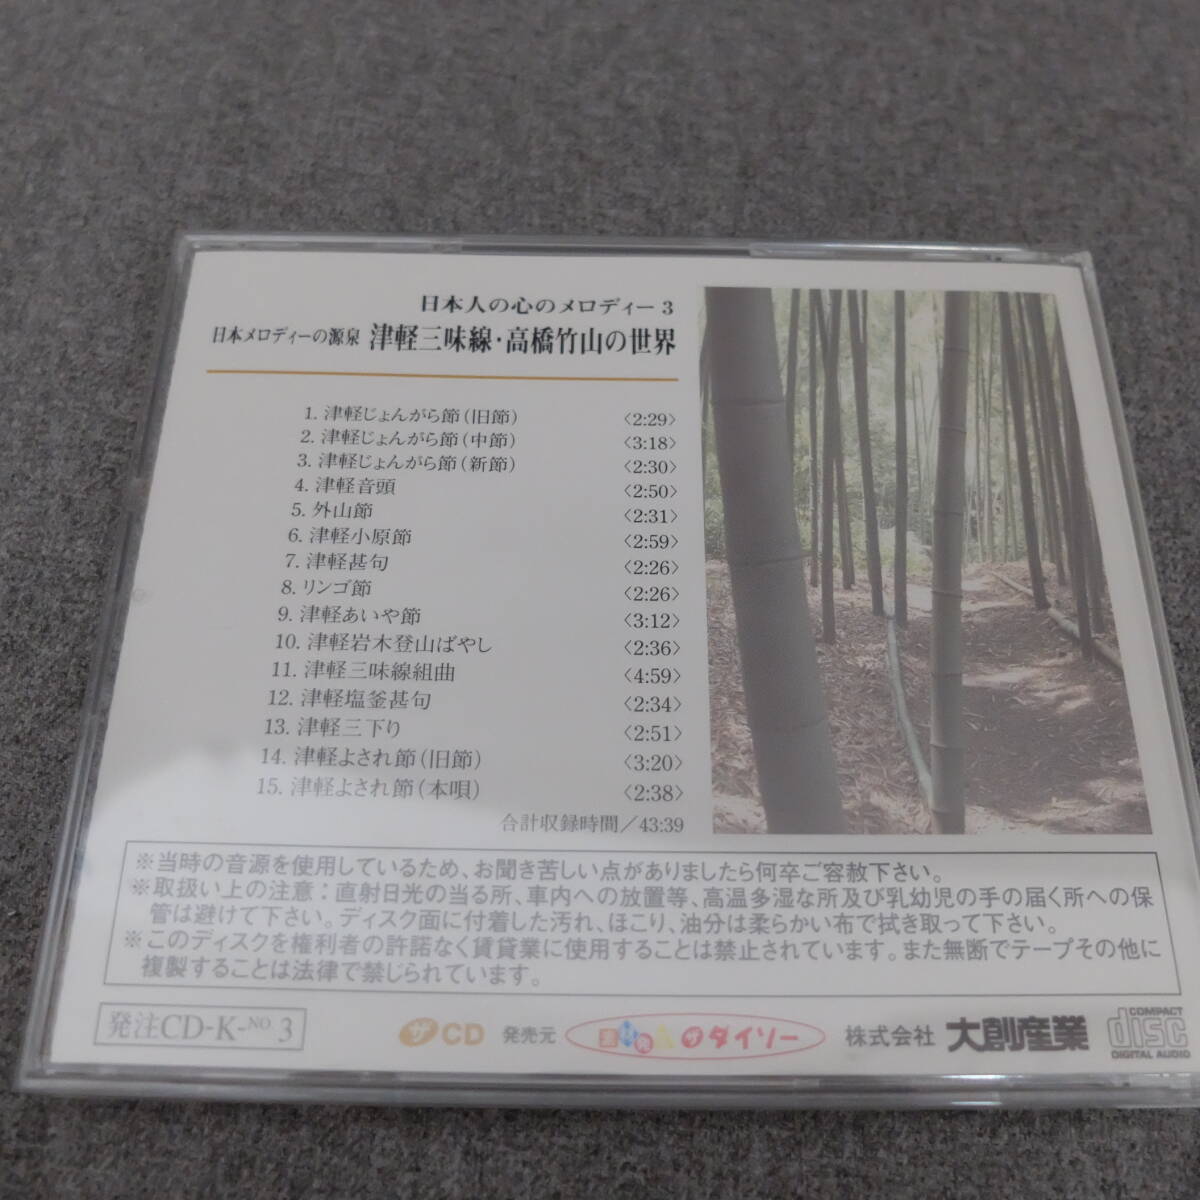 日本人の心のメロディー 3
日本メロディーの源泉 津軽三味線・高橋竹山の世界
1. 津軽じょんがら節(旧節) 〈2:29〉
2. 津軽じょんがら節(中節) 〈3:18〉
3. 津軽じょんがら節(新節) 〈2:30〉
4. 津軽音頭 〈2:50〉
5. 外山節 〈2:31〉
6. 津軽小原節 〈2:59〉
7. 津軽甚句 〈2:26〉
8. リンゴ節 〈2:26〉
9. 津軽あいや節 〈3:12〉
10. 津軽岩木登山ばやし 〈2:36〉
11. 津軽三味線組曲 〈4:59〉
12. 津軽塩釜甚句 〈2:34〉
13. 津軽三下り 〈2:51〉
14. 津軽よされ節(旧節) 〈3:20〉
15. 津軽よされ節(本唄) 〈2:38〉
合計収録時間／43:39
※当時の音源を使用しているため、お聞き苦しい点がありましたら何卒ご容赦下さい。
※取扱い上の注意：直射日光の当る所、車内への放置等、高温多湿な所及び乳幼児の手の届く所への保
管は避けて下さい。ディスク面に付着した汚れ、ほこり、油分は柔らかい布で拭き取って下さい。
※このディスクを権利者の許諾なく賃貸業に使用することは禁止されています。また無断でテープその他に
複製することは法律で禁じられています。
発注CD-K-NO. 3
ザCD 発売元 ザダイソー 株式会社 大創産業
COMPACT
disc
DIGITAL AUDIO